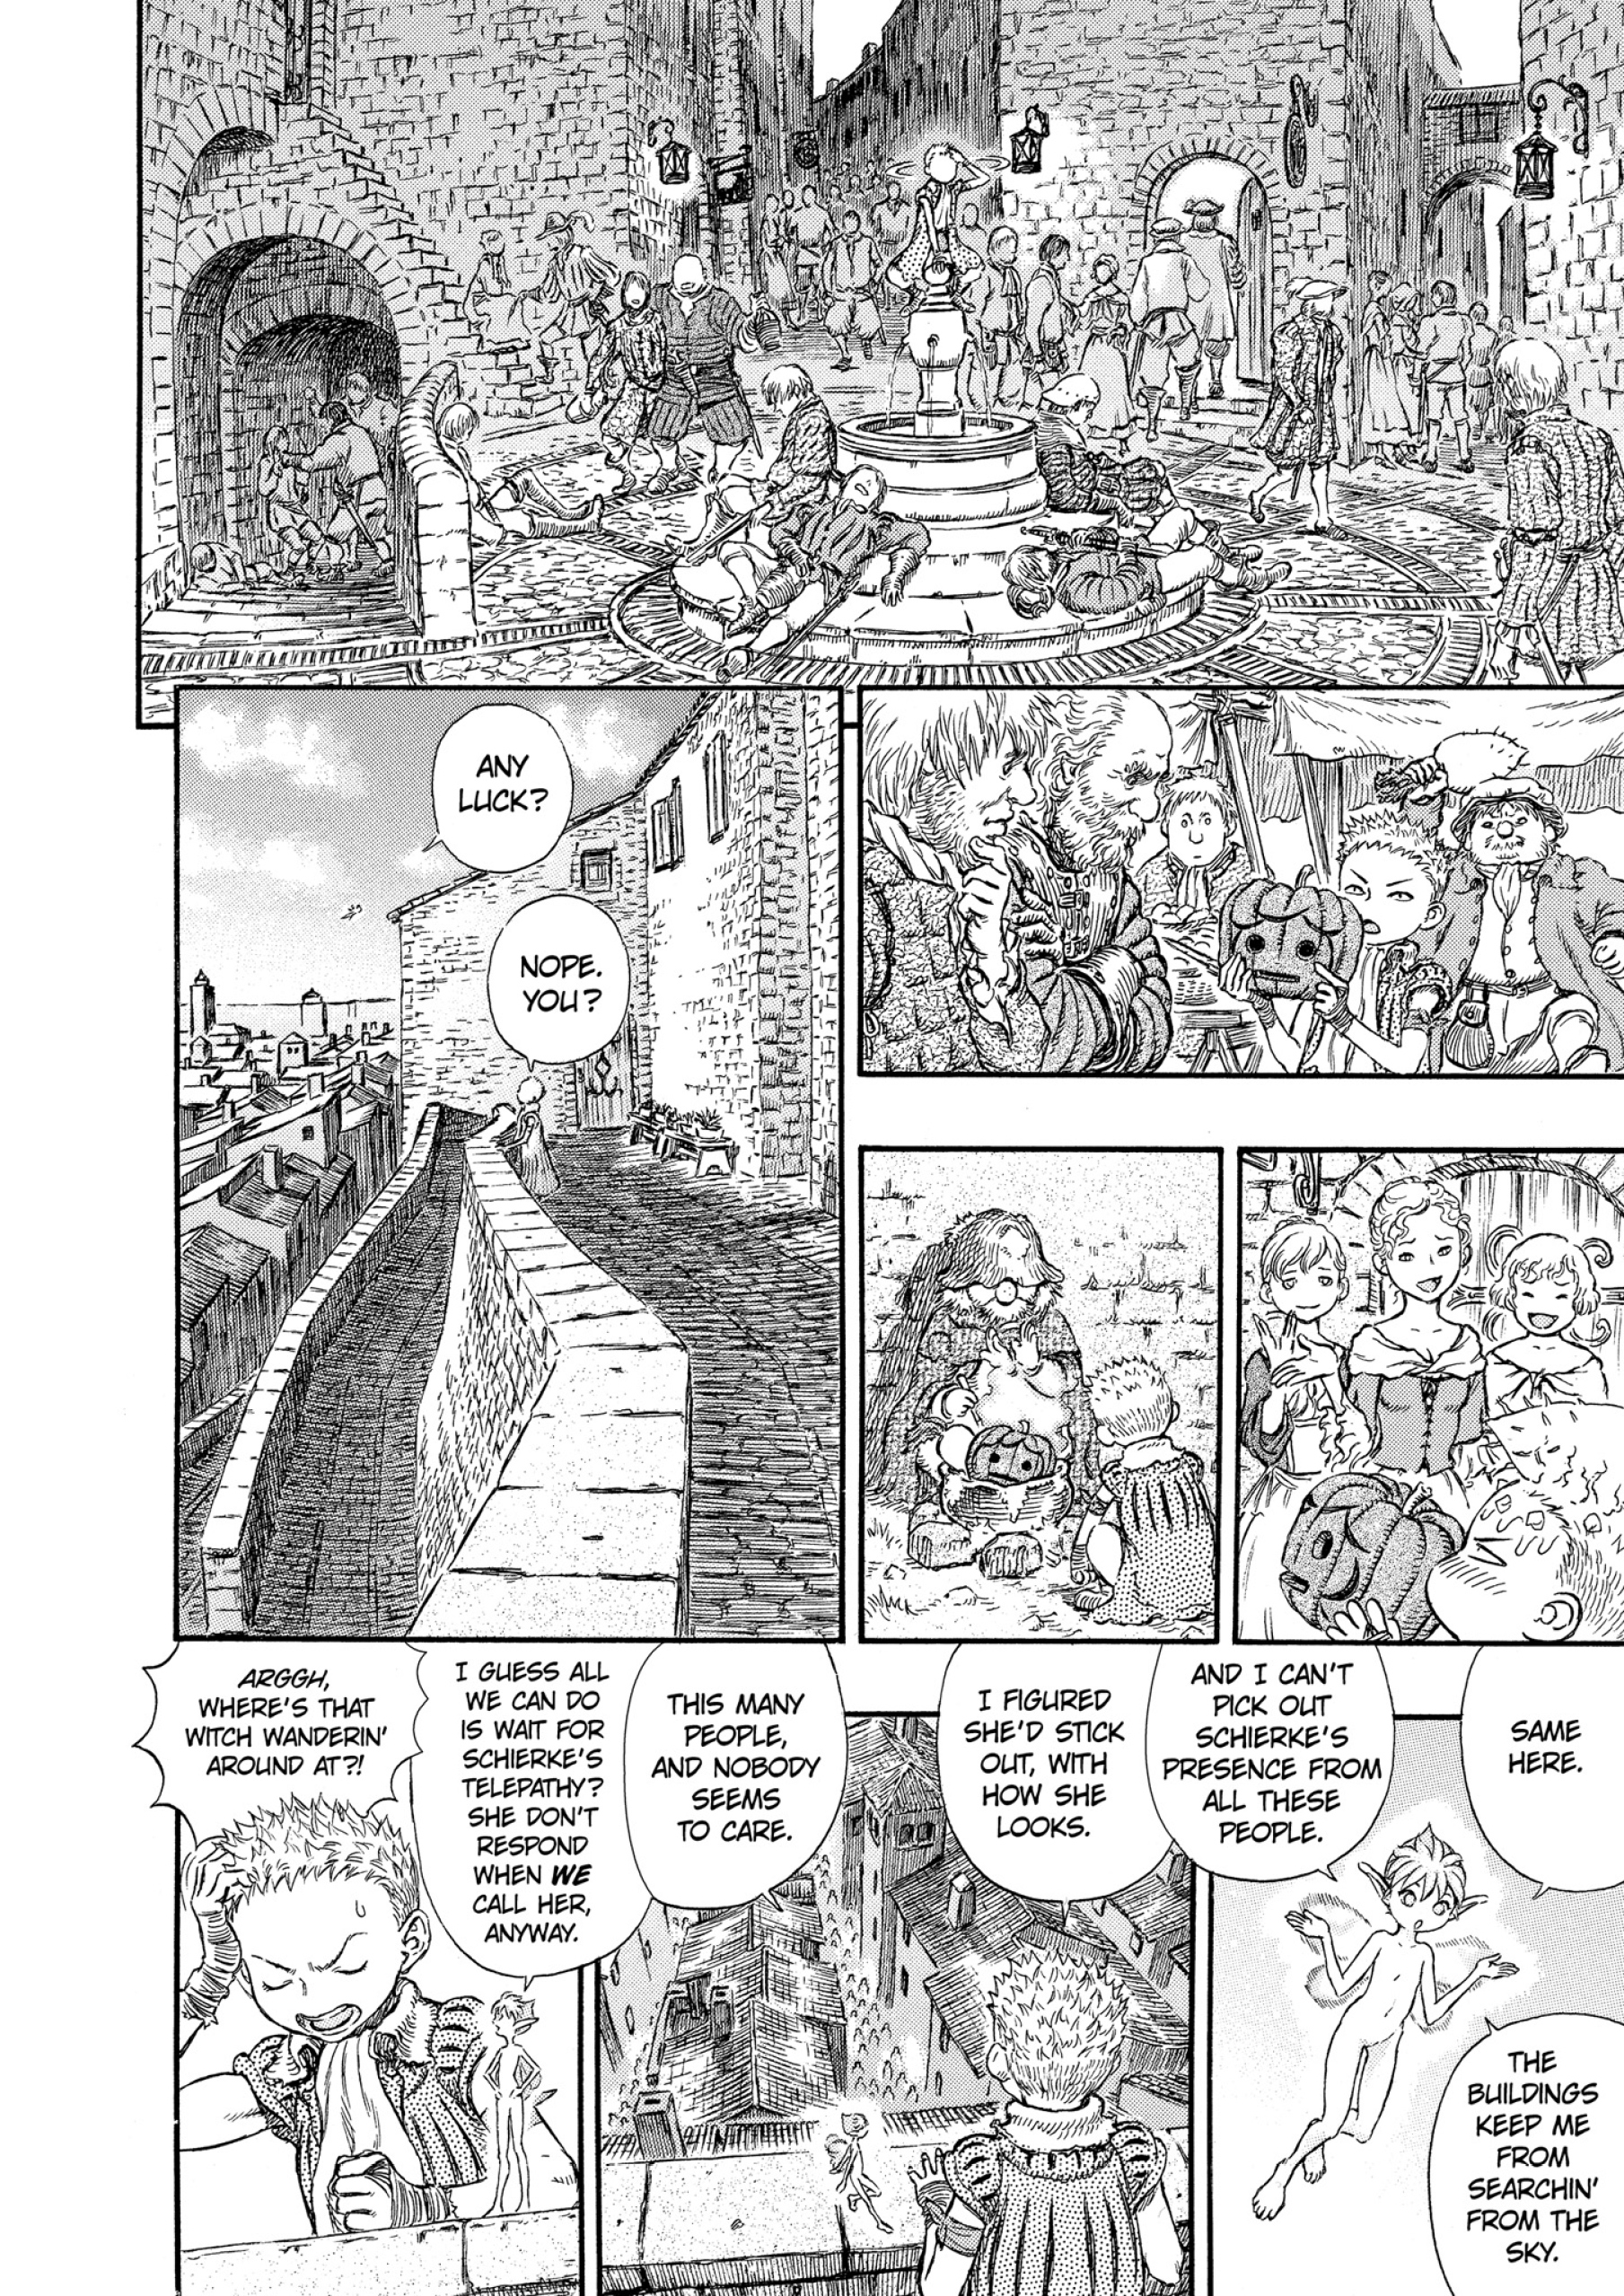 ANY
LUCK?
NOPE.
YOU?
SAME
HERE.
THE
BUILDINGS
KEEP ME
FROM
SEARCHIN'
FROM THE
SKY.
AND I CAN'T
PICK OUT
SCHIERKE'S
PRESENCE FROM
ALL THESE
PEOPLE.
I FIGURED
SHE'D STICK
OUT, WITH
HOW SHE
LOOKS.
THIS MANY
PEOPLE,
AND NOBODY
SEEMS
TO CARE.
I GUESS ALL
WE CAN DO
IS WAIT FOR
SCHIERKE'S
TELEPATHY?
SHE DON'T
RESPOND
WHEN WE
CALL HER,
ANYWAY.
ARGGH,
WHERE'S THAT
WITCH WANDERIN'
AROUND AT?!